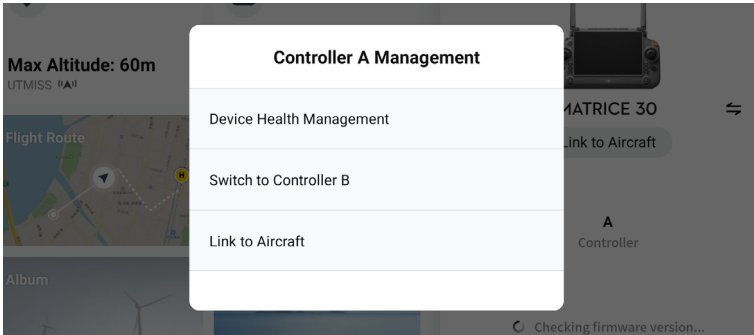 Max Altitude: 60m
UTMISS
Flight Route
H
Album
Controller A Management
Device Health Management
Switch to Controller B
Link to Aircraft
MATRICE 30
Link to Aircraft
A
Controller
Checking firmware version...